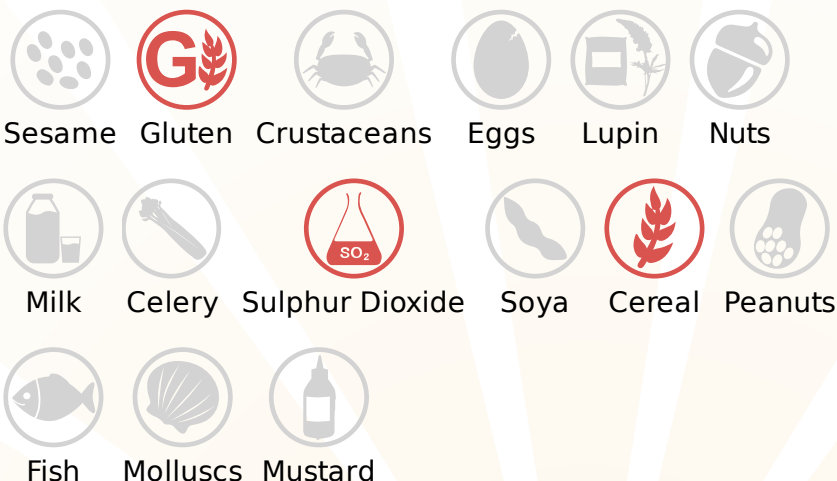 G
Sesame Gluten Crustaceans Eggs Lupin Nuts
SO₂
Milk Celery Sulphur Dioxide Soya Cereal Peanuts
Fish Molluscs Mustard